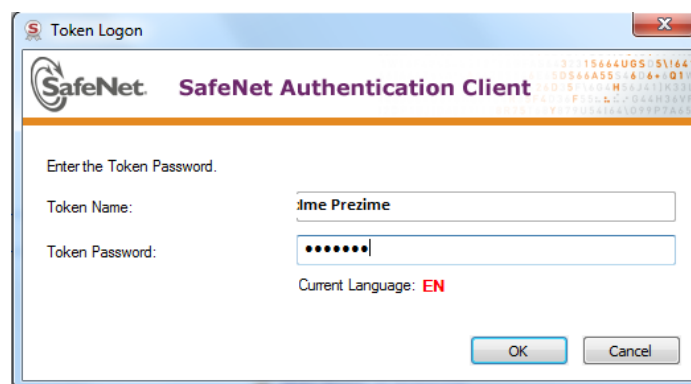 Token Logon
SafeNet. SafeNet Authentication Client
Enter the Token Password.
Token Name: Ime Prezime
Token Password: •••••••
Current Language: EN
OK Cancel